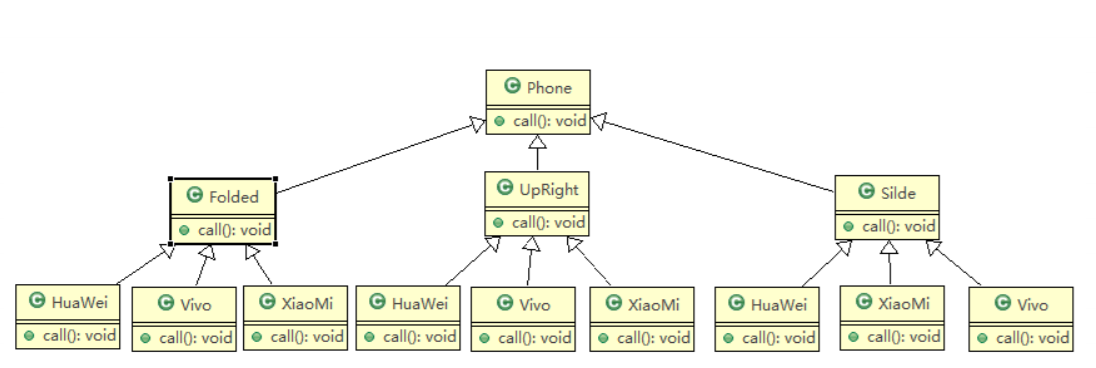 Phone
call(): void
Folded
call(): void
UpRight
call(): void
Silde
call(): void
HuaWei
call(): void
Vivo
call(): void
XiaoMi
call(): void
HuaWei
call(): void
Vivo
call(): void
XiaoMi
call(): void
HuaWei
call(): void
XiaoMi
call(): void
Vivo
call(): void